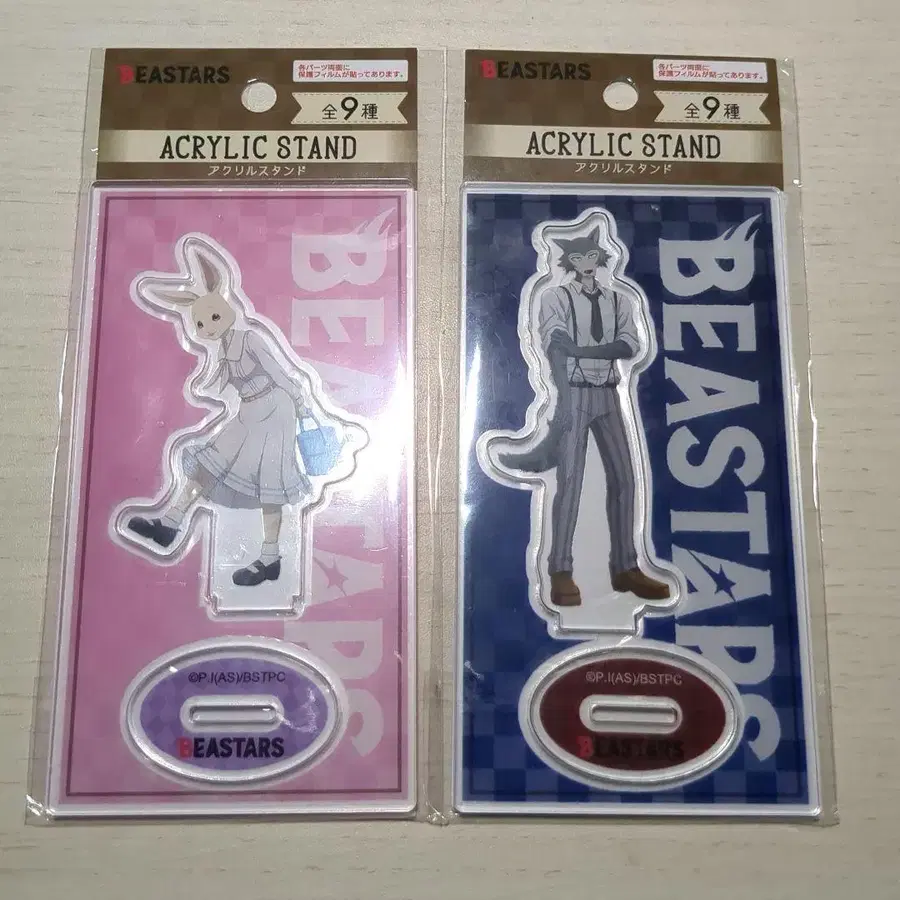 BEASTARS
各パーツ両面に
保護フィルムが貼ってあります。
全9種
ACRYLIC STAND
アクリルスタンド
BEASTARS
©P.I(AS)/BSTPC
BEASTARS
BEASTARS
各パーツ両面に
保護フィルムが貼ってあります。
全9種
ACRYLIC STAND
アクリルスタンド
BEASTARS
©P.I(AS)/BSTPC
BEASTARS